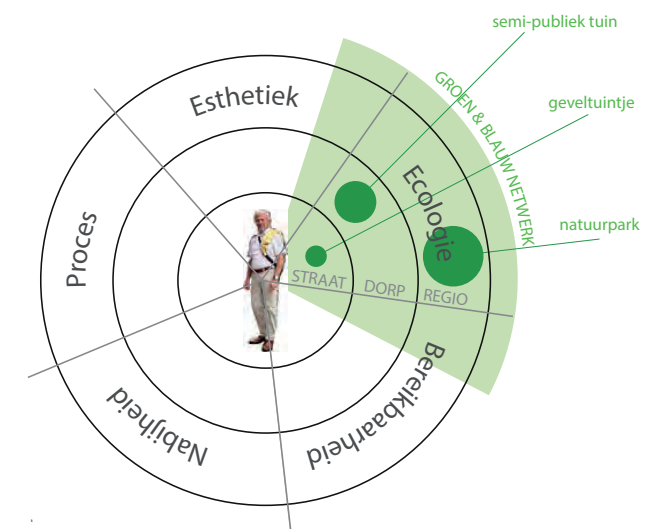 semi-publiek tuin
GROEN & BLAUW NETWERK
geveltuintje
Esthetiek
Ecologie
natuurpark
Proces
STRAAT
DORP
REGIO
Bereikbaarheid
Nabijheid